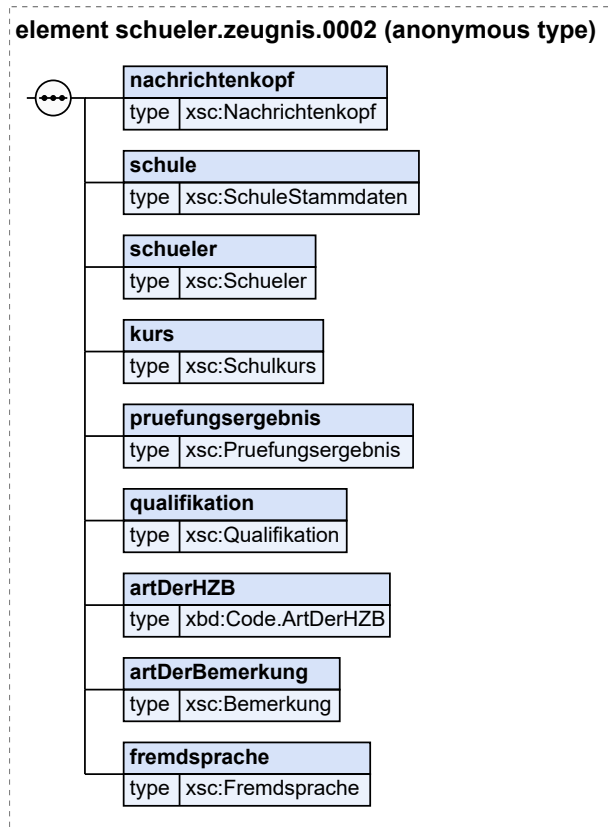 element schueler.zeugnis.0002 (anonymous type)
nachrichtenkopf
type xsc:Nachrichtenkopf
schule
type xsc:SchuleStammdaten
schueler
type xsc:Schueler
kurs
type xsc:Schulkurs
pruefungsergebnis
type xsc:Pruefungsergebnis
qualifikation
type xsc:Qualifikation
artDerHZB
type xbd:Code.ArtDerHZB
artDerBemerkung
type xsc:Bemerkung
fremdsprache
type xsc:Fremdsprache